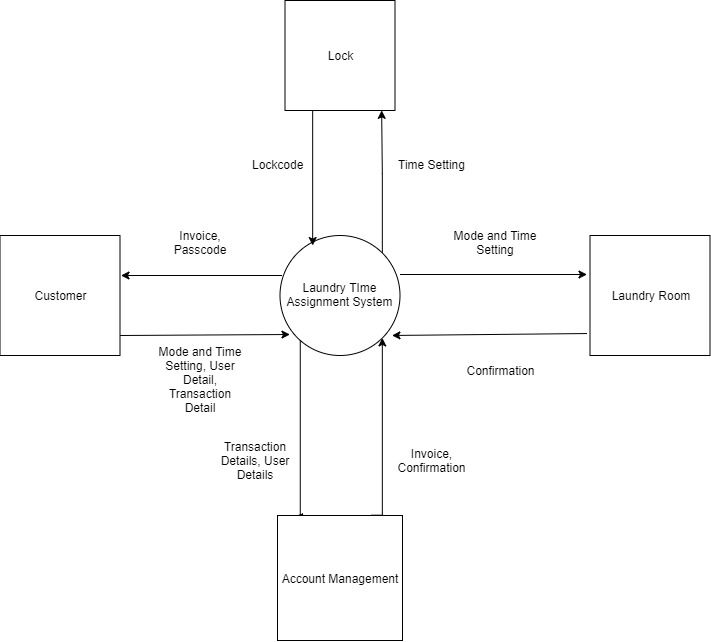 Lock
Lockcode
Time Setting
Invoice,
Passcode
Mode and Time
Setting
Customer
Laundry TIme
Assignment System
Laundry Room
Mode and Time
Setting, User
Detail,
Transaction
Detail
Confirmation
Transaction
Details, User
Details
Invoice,
Confirmation
Account Management